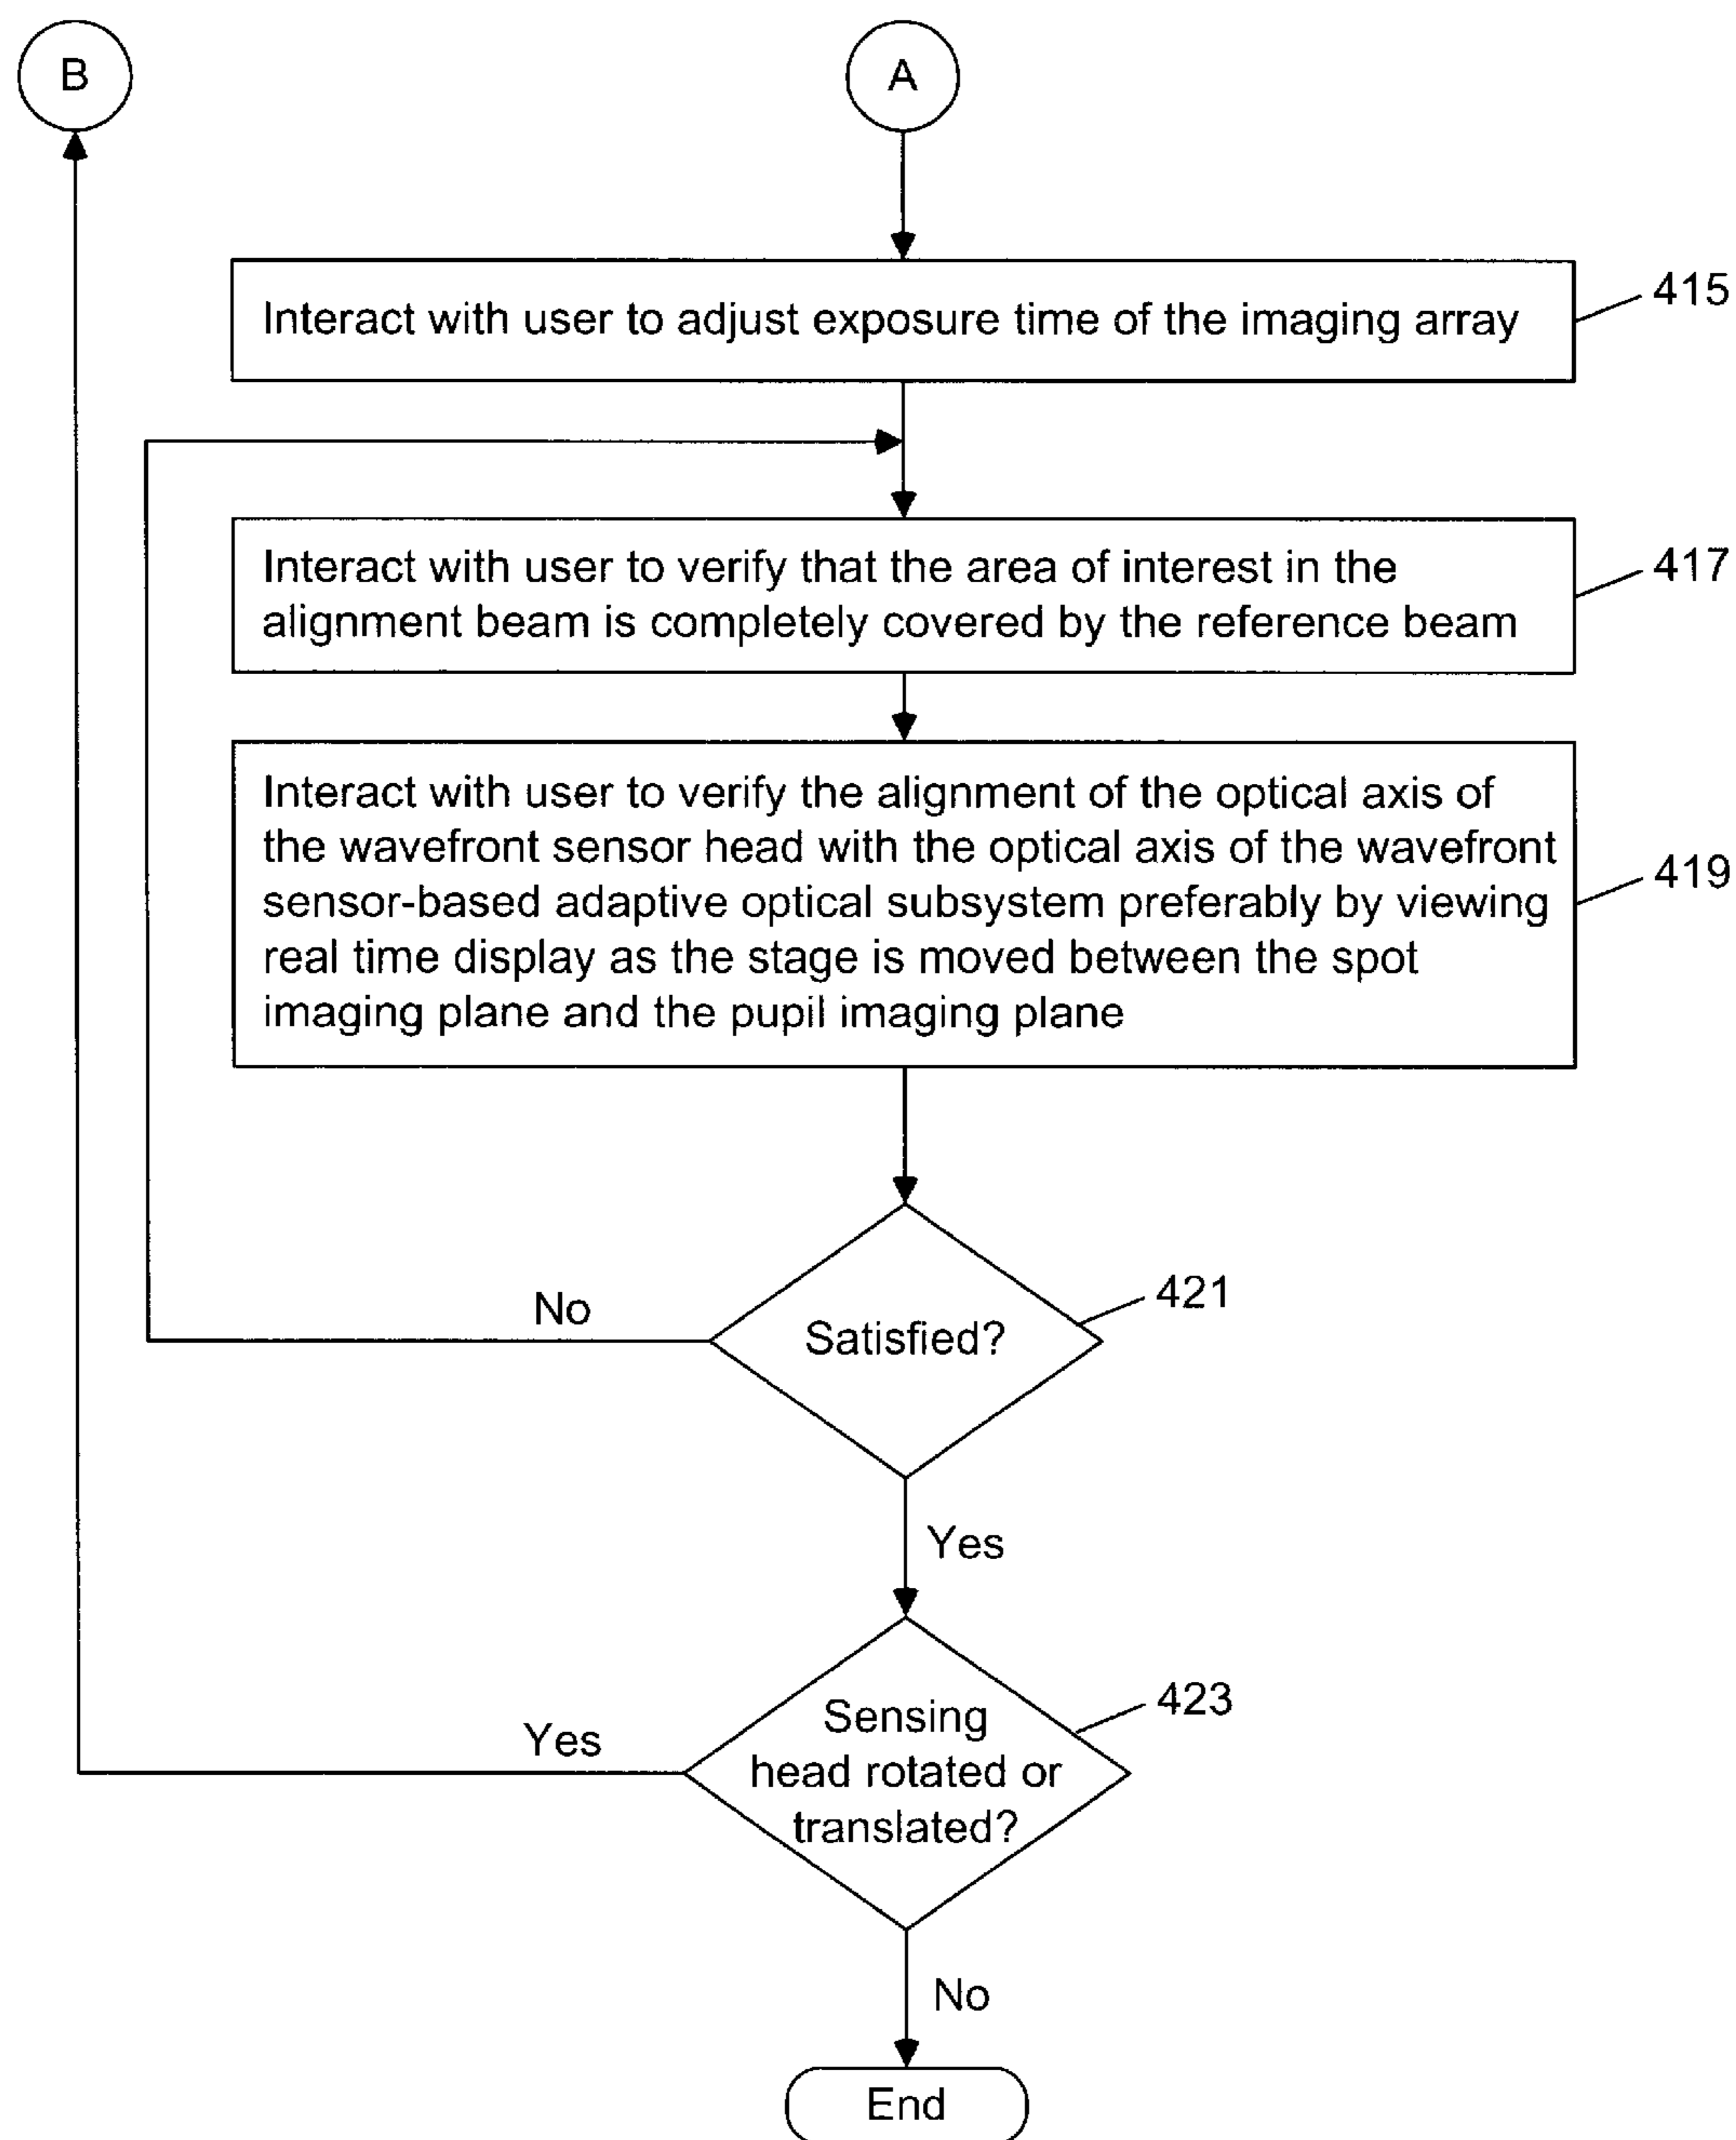 B
A
Interact with user to adjust exposure time of the imaging array
415
Interact with user to verify that the area of interest in the
alignment beam is completely covered by the reference beam
417
Interact with user to verify the alignment of the optical axis of
the wavefront sensor head with the optical axis of the wavefront
sensor-based adaptive optical subsystem preferably by viewing
real time display as the stage is moved between the spot
imaging plane and the pupil imaging plane
419
No
Satisfied?
421
Yes
Yes
Sensing
head rotated or
translated?
423
No
End